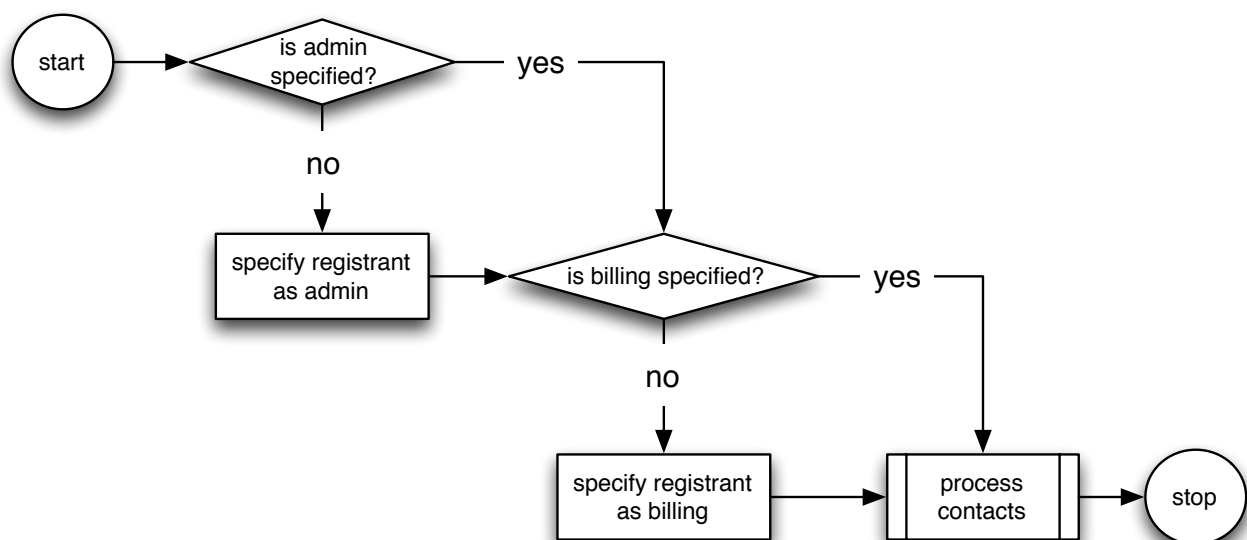 start
is admin
specified?
yes
no
specify registrant
as admin
is billing specified?
yes
no
specify registrant
as billing
process
contacts
stop